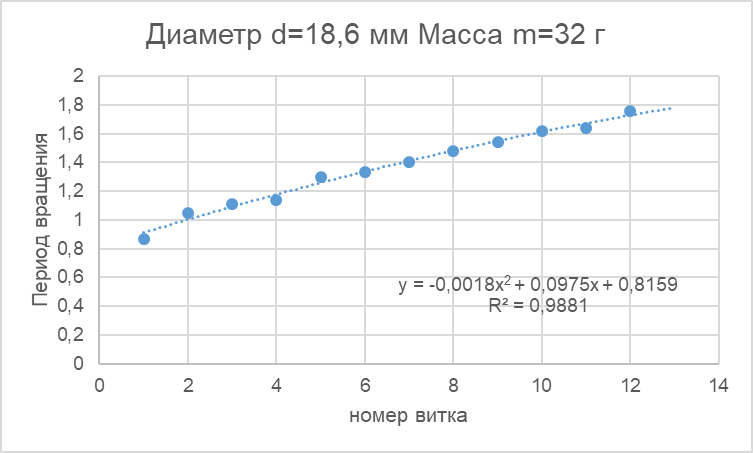 Диаметр d=18,6 мм Масса m=32 г
2
1,8
1,6
1,4
1,2
1
0,8
0,6
0,4
0,2
0
Период вращения
y = -0,0018x² + 0,0975x + 0,8159
R² = 0,9881
0 2 4 6 8 10 12 14
номер витка